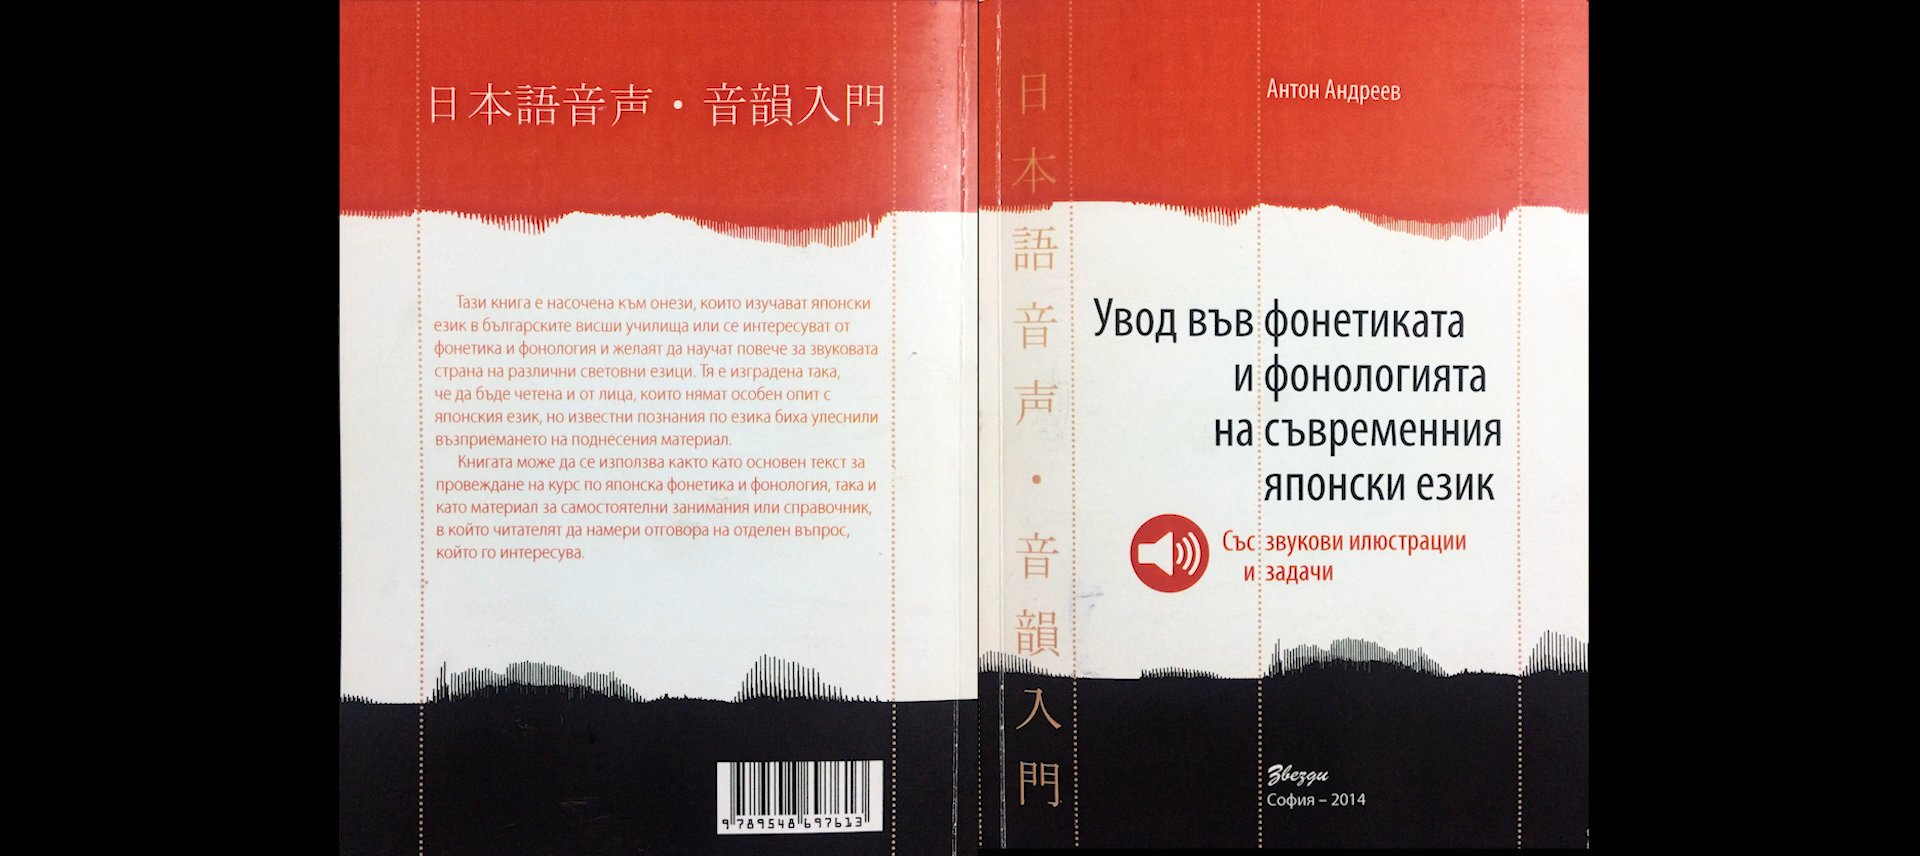 日本語音声・音韻入門
Тази книга е насочена към онези, които изучават японски
език в българските висши училища или се интересуват от
фонетика и фонология и желаят да научат повече за звуковата
страна на различни световни езици. Тя е изградена така,
че да бъде четена и от лица, които нямат особен опит с
японския език, но известни познания по езика биха улеснили
възприемането на поднесения материал.
Книгата може да се използва както като основен текст за
провеждане на курс по японска фонетика и фонология, така и
като материал за самостоятелни занимания или справочник,
в който читателят да намери отговора на отделен въпрос,
който го интересува.
9 789548 697613
日本語音声・音韻入門
Антон Андреев
Увод във фонетиката
и фонологията
на съвременния
японски език
Със звукови илюстрации
и задачи
Звезди
София – 2014